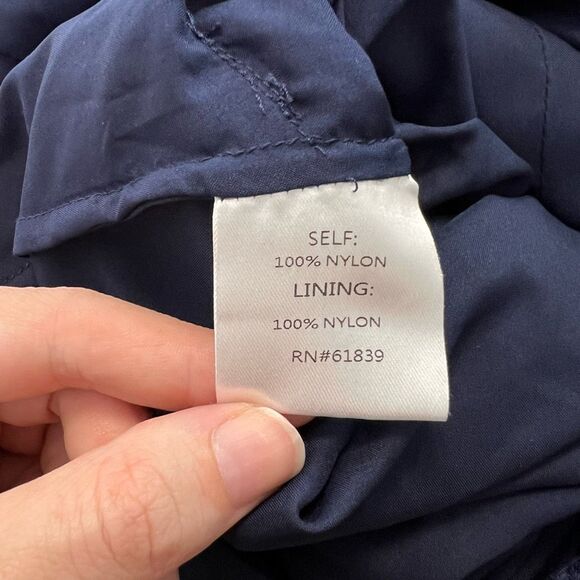 SELF:
100% NYLON
LINING:
100% NYLON
RN#61839